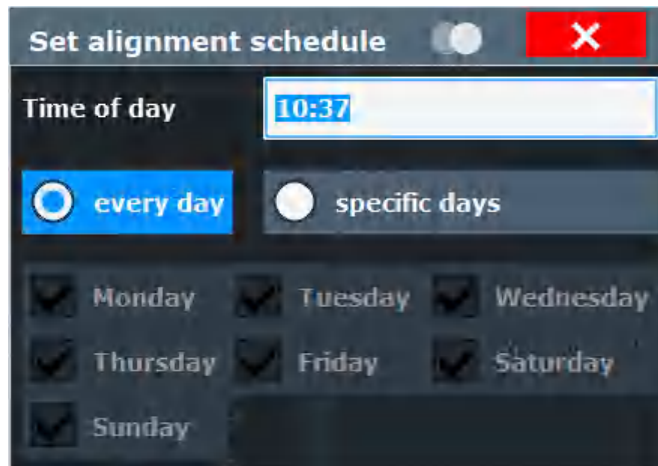 Set alignment schedule
Time of day 10:37
every day specific days
Monday Tuesday Wednesday
Thursday Friday Saturday
Sunday